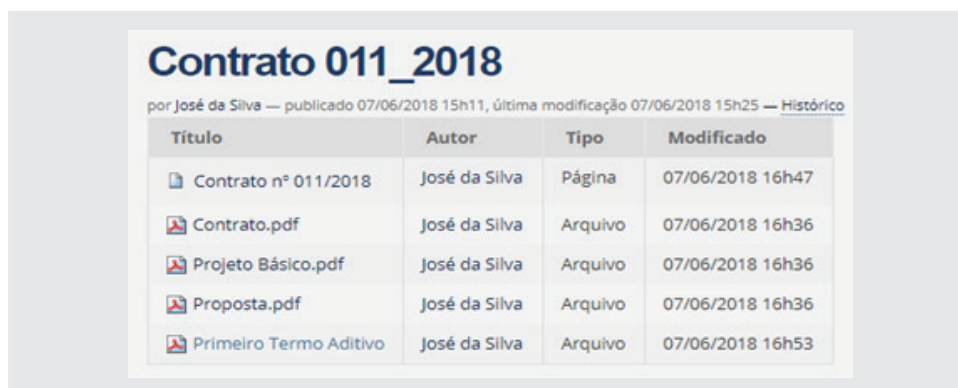 Contrato 011_2018
por José da Silva — publicado 07/06/2018 15h11, última modificação 07/06/2018 15h25 — Histórico
Título Autor Tipo Modificado
Contrato nº 011/2018 José da Silva Página 07/06/2018 16h47
Contrato.pdf José da Silva Arquivo 07/06/2018 16h36
Projeto Básico.pdf José da Silva Arquivo 07/06/2018 16h36
Proposta.pdf José da Silva Arquivo 07/06/2018 16h36
Primeiro Termo Aditivo José da Silva Arquivo 07/06/2018 16h53